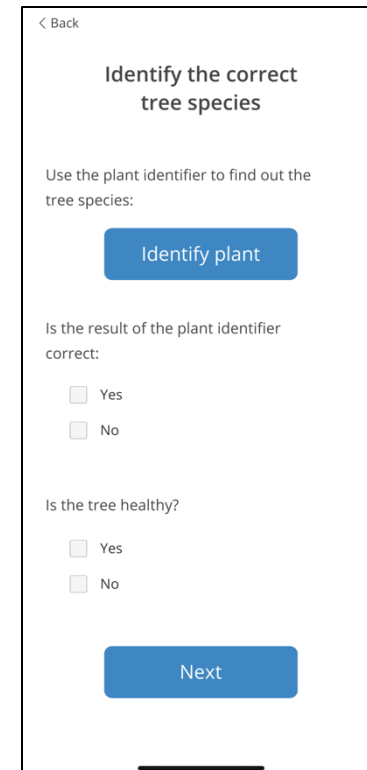 < Back
Identify the correct
tree species
Use the plant identifier to find out the
tree species:
Identify plant
Is the result of the plant identifier
correct:
Yes
No
Is the tree healthy?
Yes
No
Next